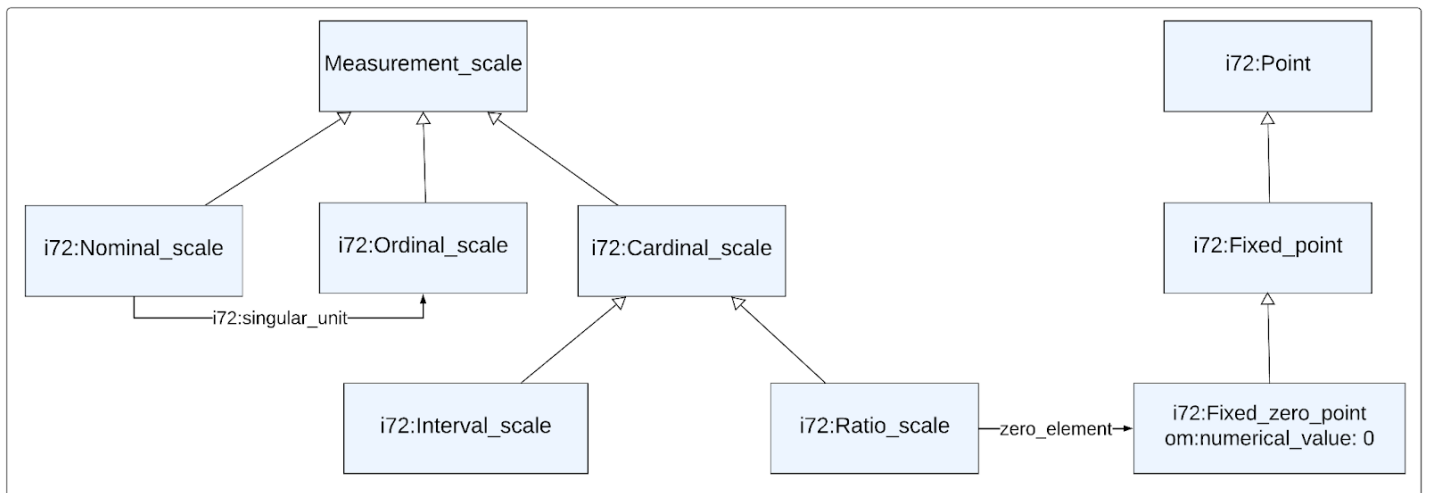 Measurement_scale
i72:Point
i72:Nominal_scale
i72:Ordinal_scale
i72:Cardinal_scale
i72:Fixed_point
i72:singular_unit
i72:Interval_scale
i72:Ratio_scale
zero_element
i72:Fixed_zero_point
om:numerical_value: 0